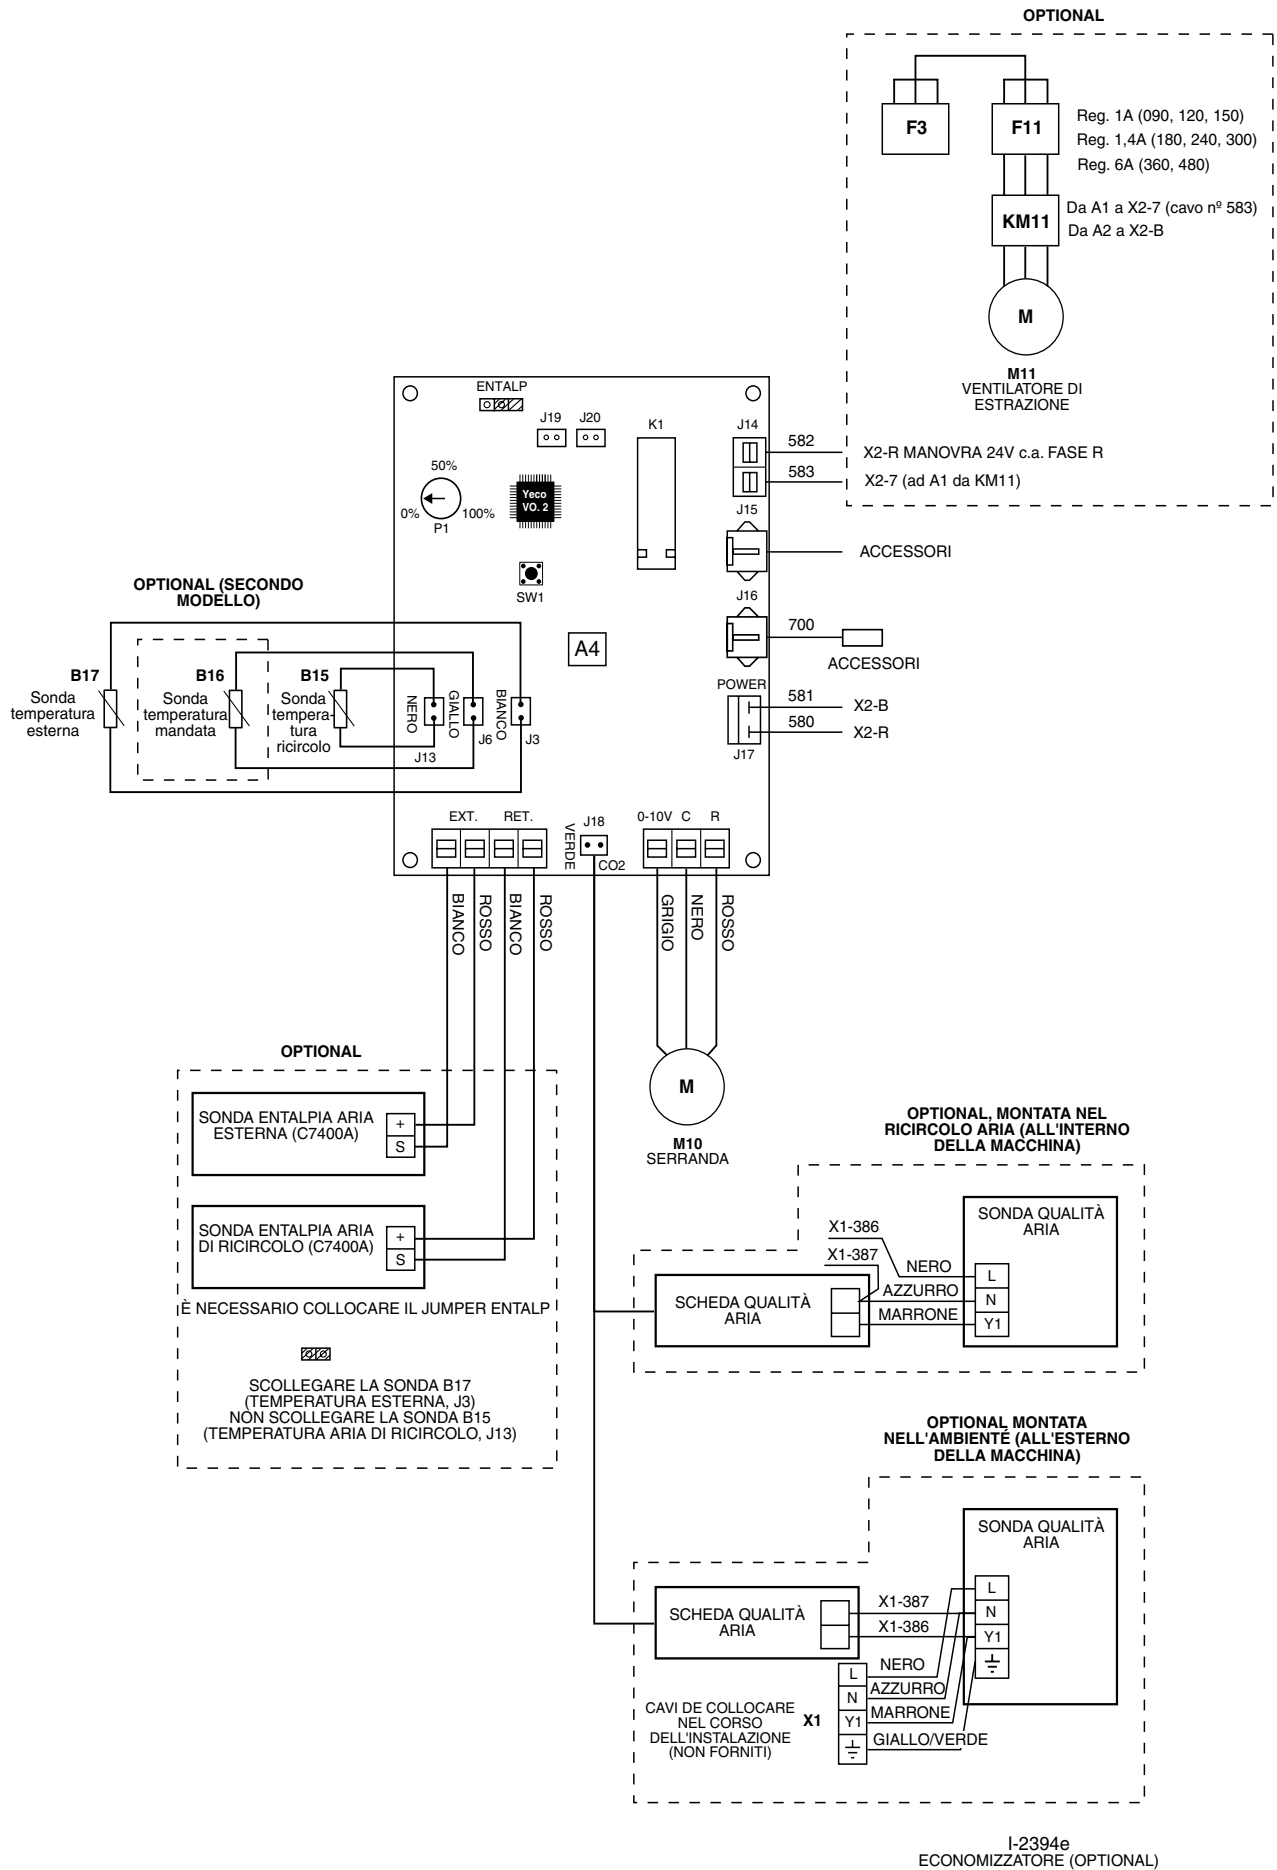 OPTIONAL
F3
F11
Reg. 1A (090, 120, 150)
Reg. 1,4A (180, 240, 300)
Reg. 6A (360, 480)
KM11
Da A1 a X2-7 (cavo nº 583)
Da A2 a X2-B
M
M11
VENTILATORE DI
ESTRAZIONE
ENTALP
J19
J20
K1
J14
582
X2-R MANOVRA 24V c.a. FASE R
583
X2-7 (ad A1 da KM11)
50%
0%
100%
P1
Yeco
VO. 2
J15
ACCESSORI
SW1
J16
700
ACCESSORI
A4
OPTIONAL (SECONDO
MODELLO)
B17
Sonda
temperatura
esterna
B16
Sonda
temperatura
mandata
B15
Sonda
tempera-
tura
ricircolo
NERO
GIALLO
BIANCO
J13
J6
J3
POWER
581
X2-B
580
X2-R
J17
EXT.
RET.
VERDE
J18
CO2
0-10V
C
R
BIANCO
ROSSO
BIANCO
ROSSO
GRIGIO
NERO
ROSSO
M
M10
SERRANDA
OPTIONAL
SONDA ENTALPIA ARIA
ESTERNA (C7400A)
+
S
SONDA ENTALPIA ARIA
DI RICIRCOLO (C7400A)
+
S
È NECESSARIO COLLOCARE IL JUMPER ENTALP
SCOLLEGARE LA SONDA B17
(TEMPERATURA ESTERNA, J3)
NON SCOLLEGARE LA SONDA B15
(TEMPERATURA ARIA DI RICIRCOLO, J13)
OPTIONAL, MONTATA NEL
RICIRCOLO ARIA (ALL'INTERNO
DELLA MACCHINA)
SONDA QUALITÀ
ARIA
X1-386
X1-387
NERO
AZZURRO
MARRONE
L
N
Y1
SCHEDA QUALITÀ
ARIA
OPTIONAL MONTATA
NELL'AMBIENTÉ (ALL'ESTERNO
DELLA MACCHINA)
SONDA QUALITÀ
ARIA
L
N
Y1
SCHEDA QUALITÀ
ARIA
X1-387
X1-386
CAVI DE COLLOCARE
NEL CORSO
DELL'INSTALAZIONE
(NON FORNITI)
X1
L
N
Y1
NERO
AZZURRO
MARRONE
GIALLO/VERDE
I-2394e
ECONOMIZZATORE (OPTIONAL)